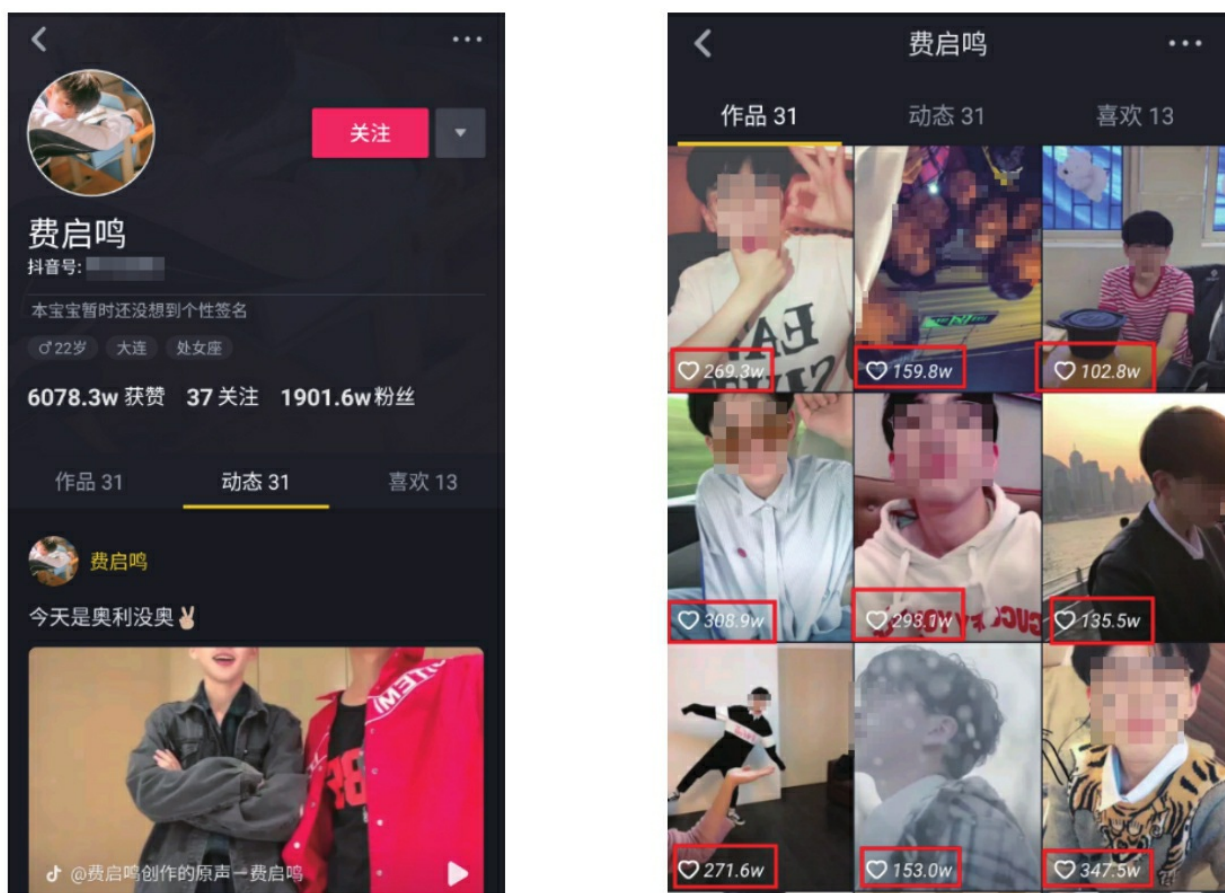 关注
费启鸣
抖音号:
本宝宝暂时还没想到个性签名
♂22岁 大连 处女座
6078.3w 获赞 37 关注 1901.6w粉丝
作品 31 动态 31 喜欢 13
费启鸣
今天是奥利没奥✌🏻
@费启鸣创作的原声一费启鸣
费启鸣
作品 31 动态 31 喜欢 13
269.3w 159.8w 102.8w
308.9w 293.1w 135.5w
271.6w 153.0w 347.5w